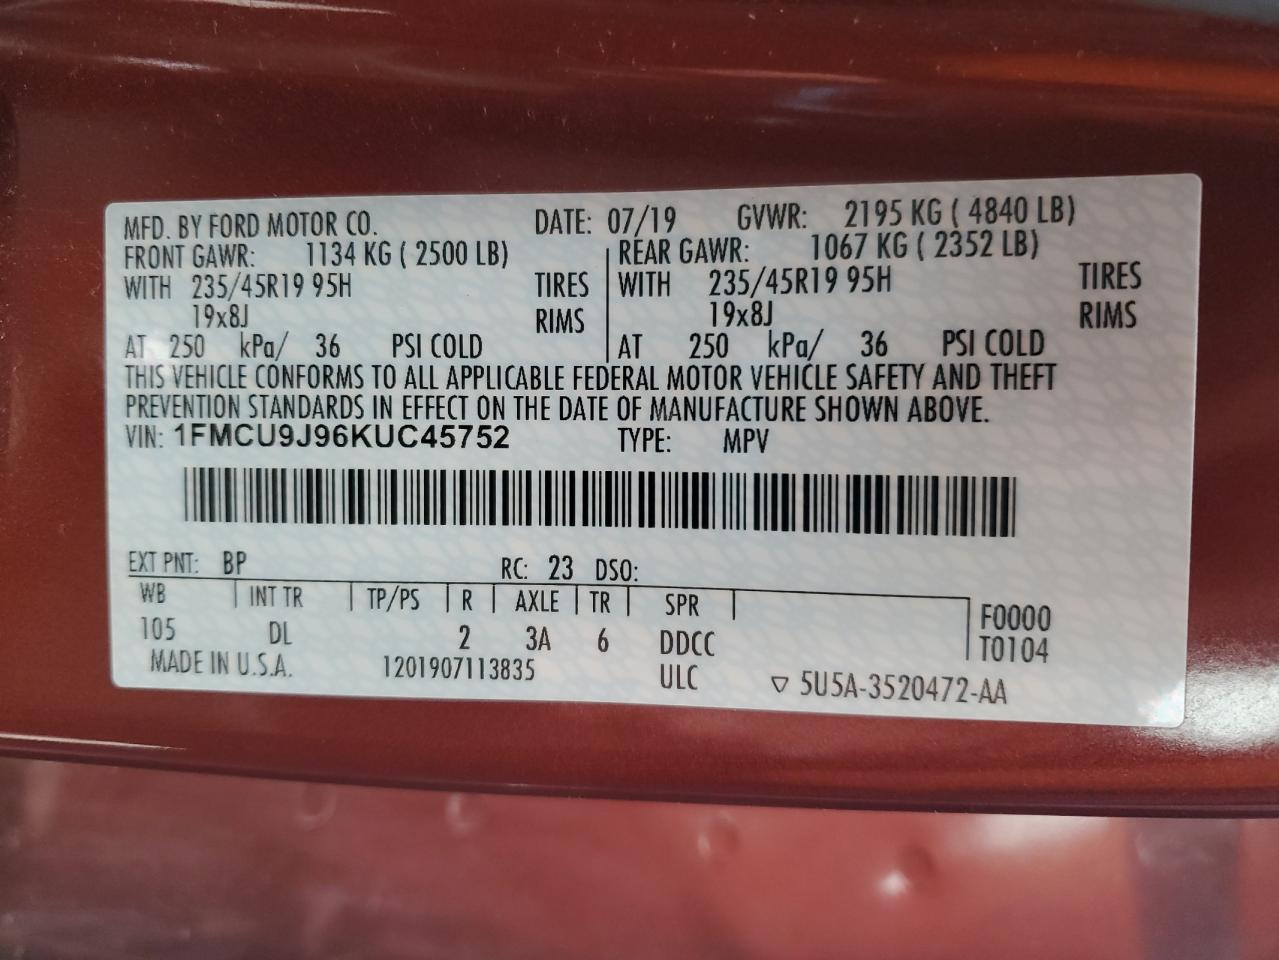 MFD. BY FORD MOTOR CO. DATE: 07/19 GVWR: 2195 KG ( 4840 LB)
FRONT GAWR: 1134 KG ( 2500 LB) REAR GAWR: 1067 KG ( 2352 LB)
WITH 235/45R19 95H TIRES WITH 235/45R19 95H TIRES
19x8J RIMS 19x8J RIMS
AT 250 kPa/ 36 PSI COLD AT 250 kPa/ 36 PSI COLD
THIS VEHICLE CONFORMS TO ALL APPLICABLE FEDERAL MOTOR VEHICLE SAFETY AND THEFT
PREVENTION STANDARDS IN EFFECT ON THE DATE OF MANUFACTURE SHOWN ABOVE.
VIN: 1FMCU9J96KUC45752 TYPE: MPV
EXT PNT: BP RC: 23 DSO:
WB INT TR TP/PS R AXLE TR SPR F0000
105 DL 2 3A 6 DDCC T0104
MADE IN U.S.A. 1201907113835 ULC ▽ 5U5A-3520472-AA